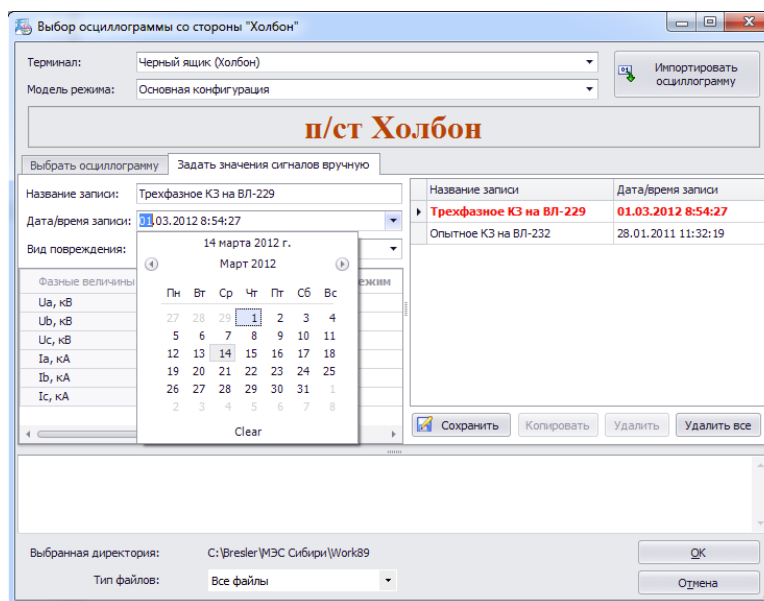 Выбор осциллограммы со стороны "Холбон"
Терминал: Черный ящик (Холбон)
Модель режима: Основная конфигурация
Импортировать осциллограмму
п/ст Холбон
Выбрать осциллограмму Задать значения сигналов вручную
Название записи: Трехфазное КЗ на ВЛ-229
Дата/время записи: 01.03.2012 8:54:27
Вид повреждения:
14 марта 2012 г.
Март 2012
Пн Вт Ср Чт Пт Сб Вс
27 28 29 1 2 3 4
5 6 7 8 9 10 11
12 13 14 15 16 17 18
19 20 21 22 23 24 25
26 27 28 29 30 31 1
2 3 4 5 6 7 8
Clear
Фазные величины ежим
Ua, кВ
Ub, кВ
Uc, кВ
Ia, кА
Ib, кА
Ic, кА
Название записи Дата/время записи
Трехфазное КЗ на ВЛ-229 01.03.2012 8:54:27
Опытное КЗ на ВЛ-232 28.01.2011 11:32:19
Сохранить Копировать Удалить Удалить все
Выбранная директория: C:\Bresler\МЭС Сибири\Work89
Тип файлов: Все файлы
OK
Отмена